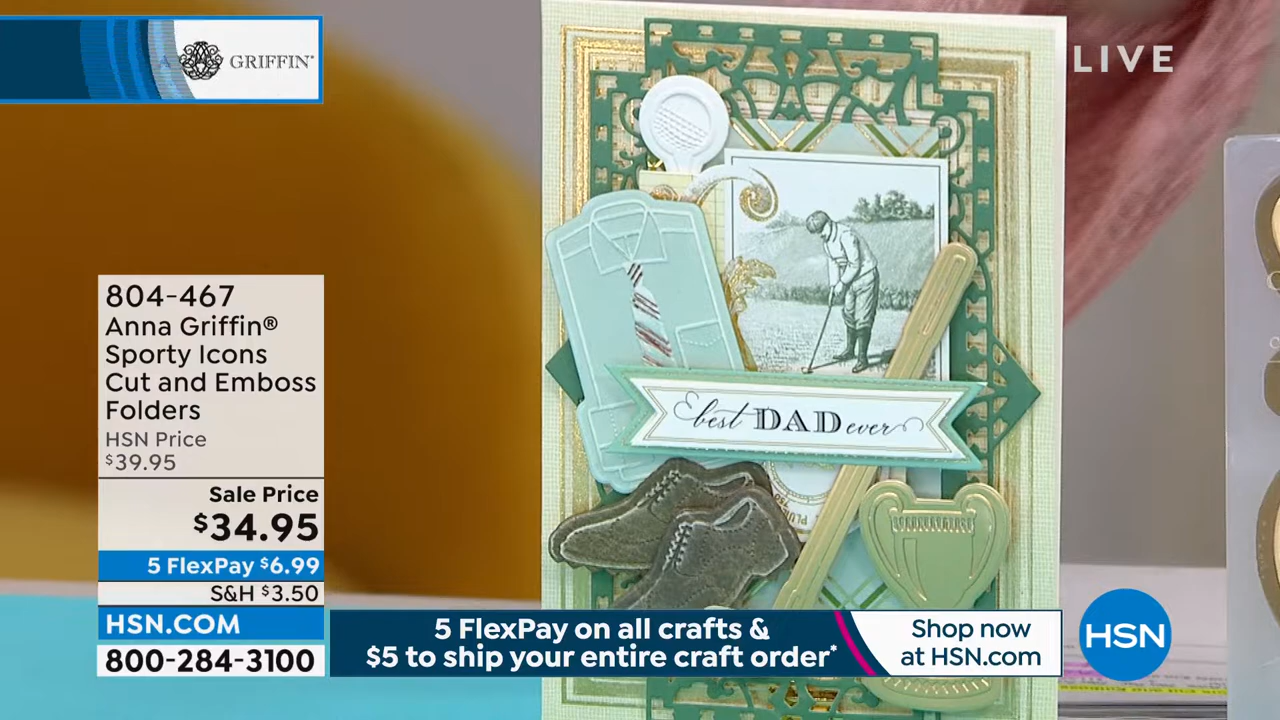 GRIFFIN®
LIVE
804-467
Anna Griffin®
Sporty Icons
Cut and Emboss
Folders
HSN Price
$39.95
Sale Price
$34.95
5 FlexPay $6.99
S&H $3.50
HSN.COM
800-284-3100
best DAD ever
5 FlexPay on all crafts &
$5 to ship your entire craft order*
Shop now
at HSN.com
HSN